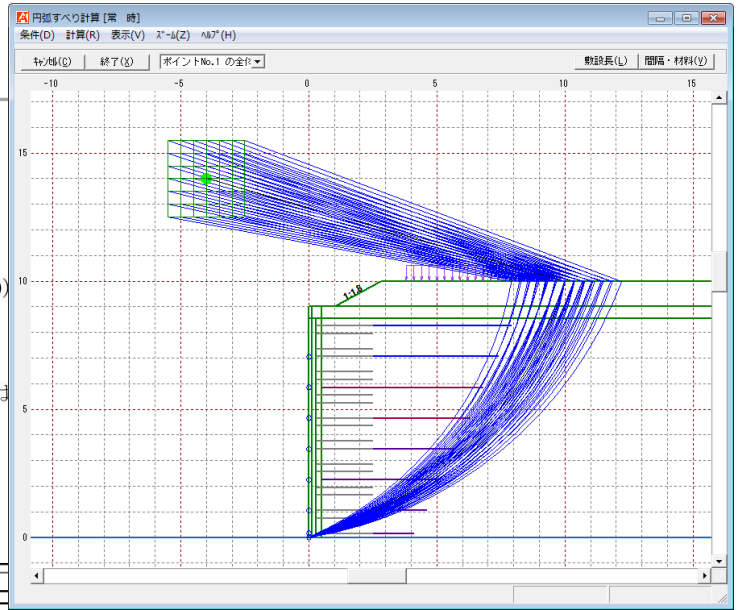 円弧すべり計算 [常 時]
条件(D) 計算(R) 表示(V) ｽﾞｰﾑ(Z) ﾍﾙﾌﾟ(H)
ｷｬﾝｾﾙ(C) 終了(X) ポイントNo.1 の全 敷設長(L) 間隔・材料(V)
-10 -5 0 5 10 15
15
10
1:1.8
5
0
)